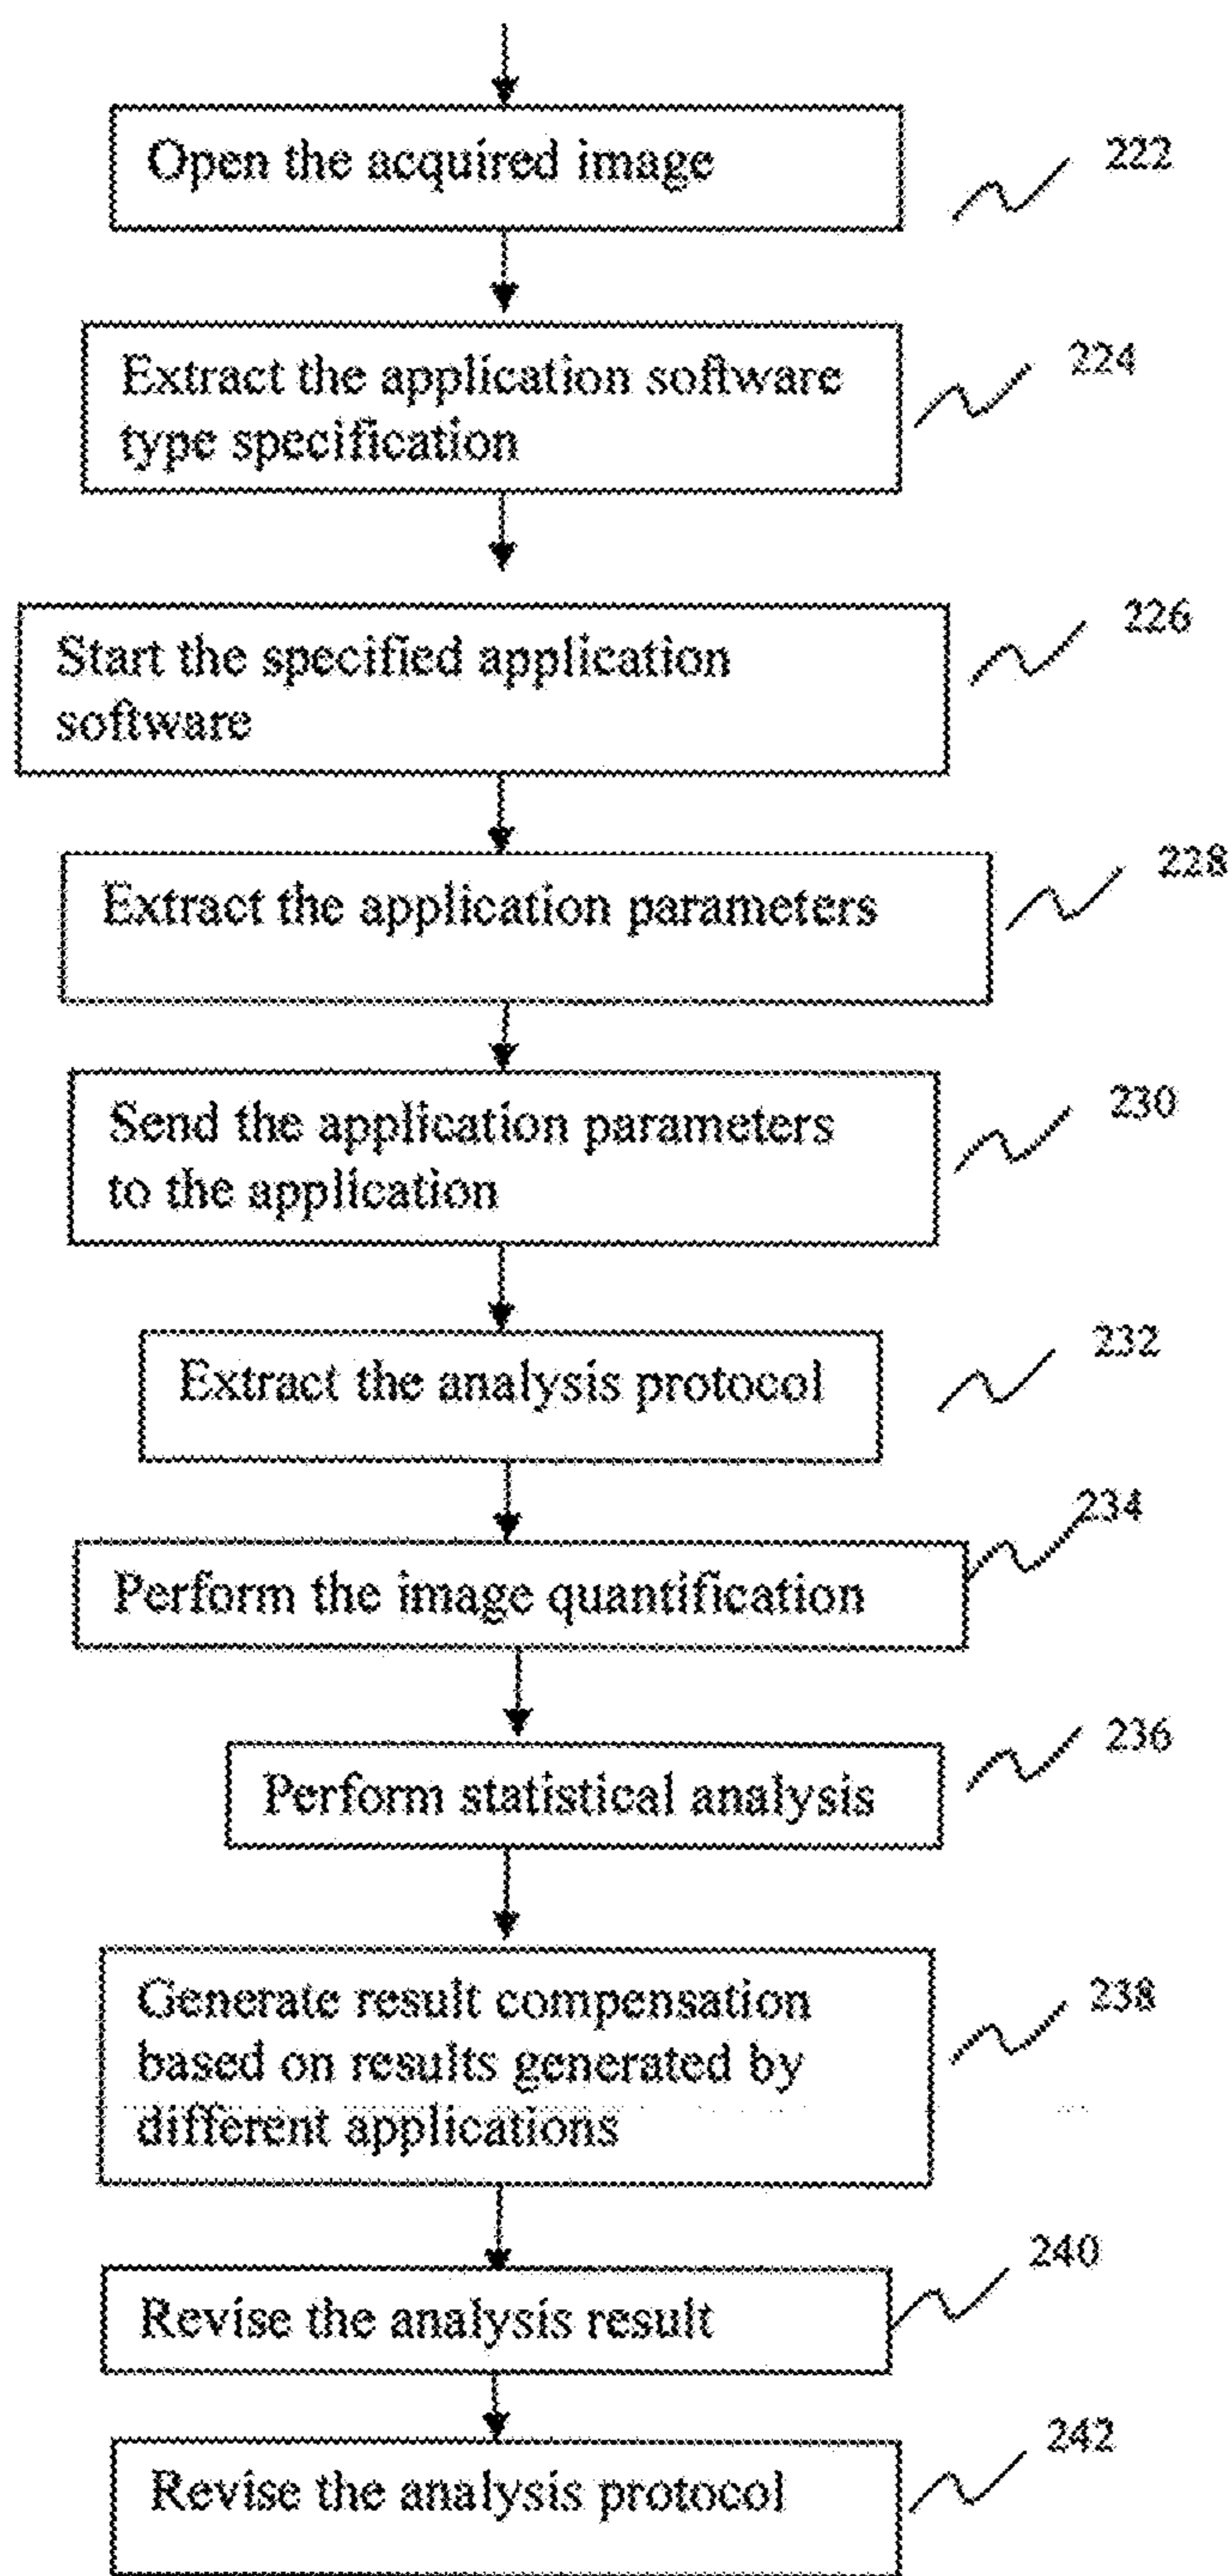 Open the acquired image
222
Extract the application software
type specification
224
Start the specified application
software
226
Extract the application parameters
228
Send the application parameters
to the application
230
Extract the analysis protocol
232
Perform the image quantification
234
Perform statistical analysis
236
Generate result compensation
based on results generated by
different applications
238
Revise the analysis result
240
Revise the analysis protocol
242